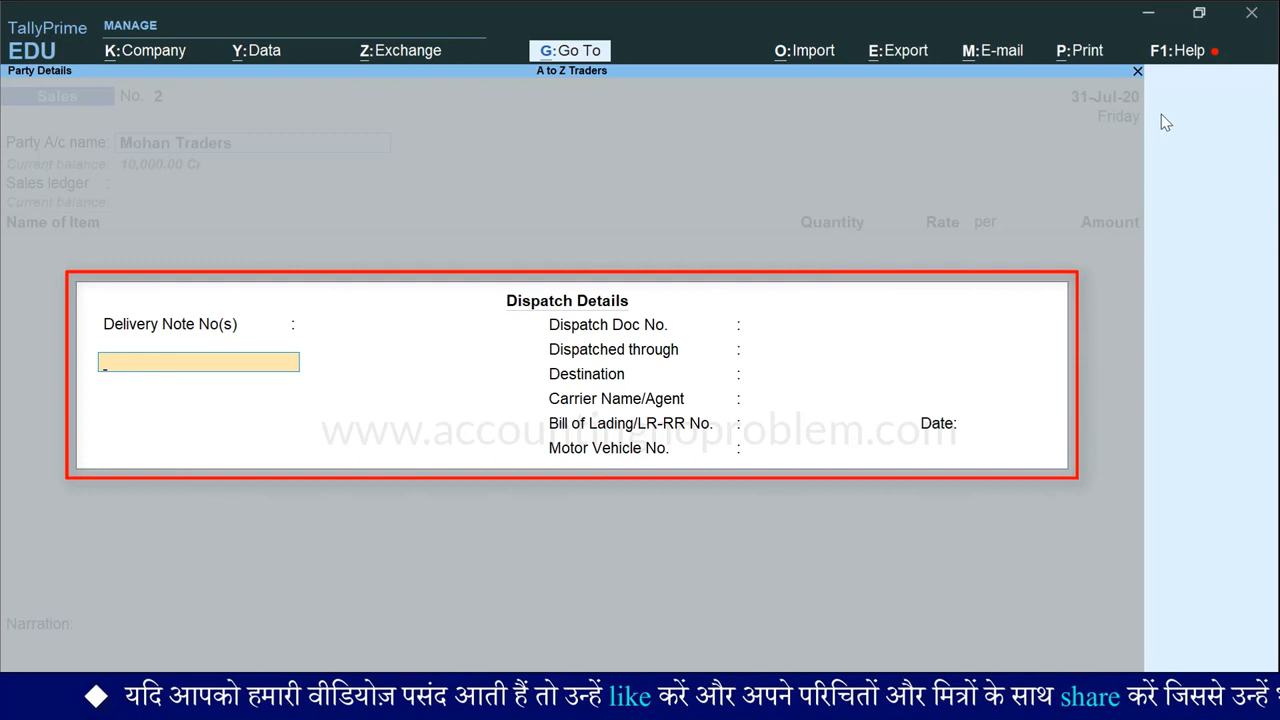 TallyPrime
EDU
MANAGE
K:Company Y:Data Z:Exchange G:Go To O:Import E:Export M:E-mail P:Print F1:Help
Party Details A to Z Traders
Sales No. 2 31-Jul-20
Friday
Party A/c name: Mohan Traders
Current balance: 10,000.00 Cr
Sales ledger :
Current balance:
Name of Item Quantity Rate per Amount
Dispatch Details
Delivery Note No(s) : Dispatch Doc No. :
Dispatched through :
Destination :
Carrier Name/Agent :
Bill of Lading/LR-RR No. : Date:
Motor Vehicle No. :
www.accountingnoproblem.com
Narration:
यदि आपको हमारी वीडियोज़ पसंद आती हैं तो उन्हें like करें और अपने परिचितों और मित्रों के साथ share करें जिससे उन्हें